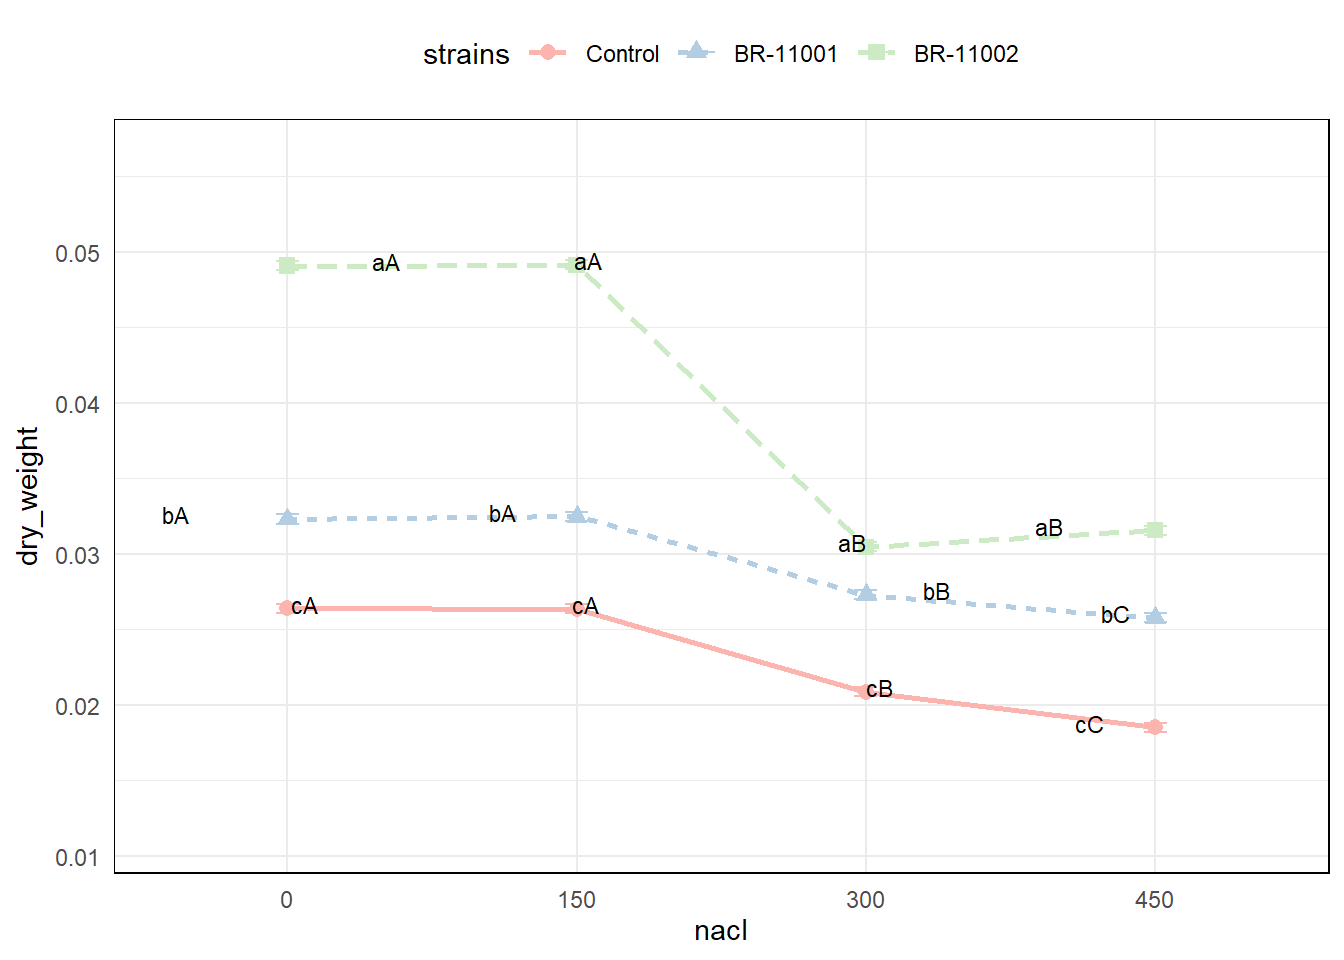 strains Control BR-11001 BR-11002
0.05
aA aA
0.04
dry_weight
bA bA
aB aB
0.03
bB
cA cA bC
0.02
cB
cC
0.01
0 150 300 450
nacl